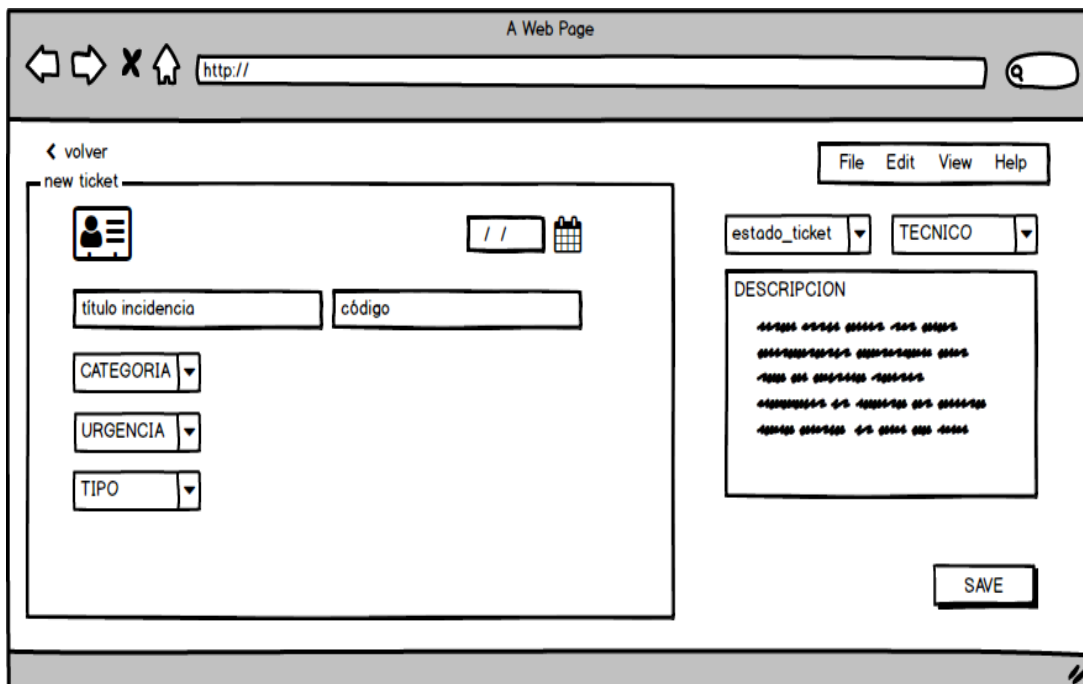 A Web Page
http://
volver
File Edit View Help
new ticket
/ /
estado_ticket
TECNICO
título incidencia
código
DESCRIPCION
CATEGORIA
URGENCIA
TIPO
SAVE